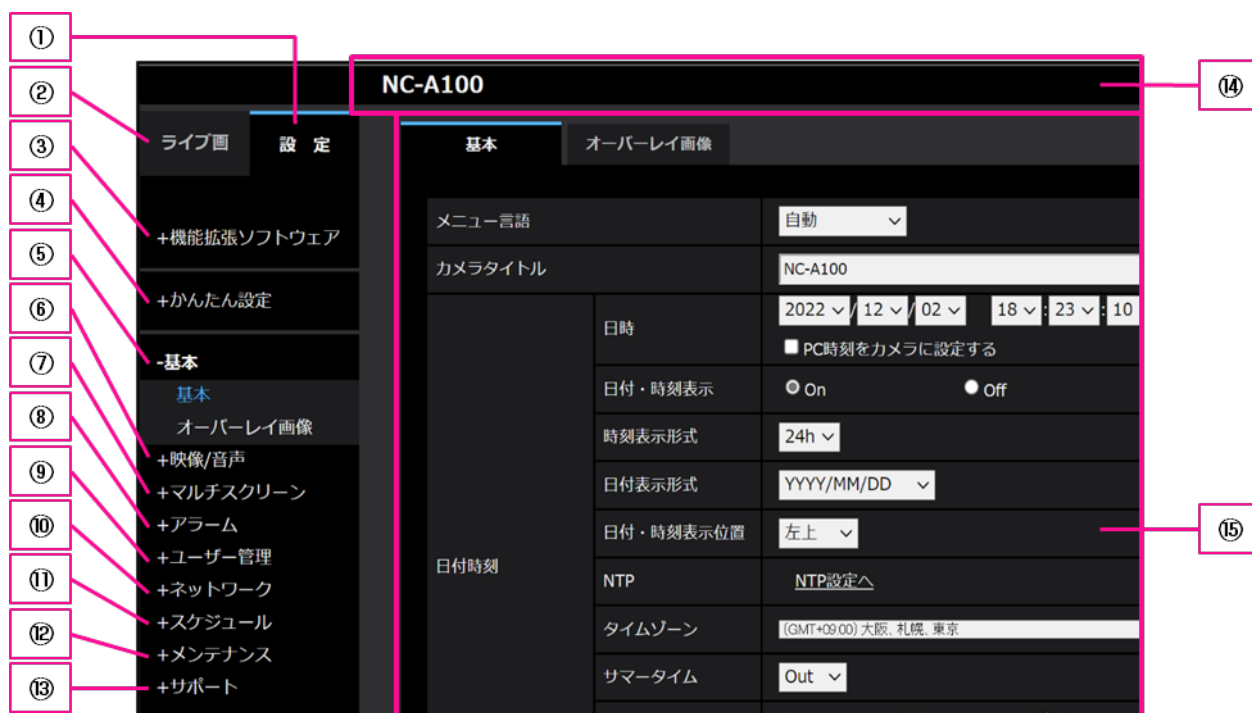 ①
②
③
④
⑤
⑥
⑦
⑧
⑨
⑩
⑪
⑫
⑬
NC-A100
⑭
ライブ画
設 定
基本
オーバーレイ画像
+機能拡張ソフトウェア
+かんたん設定
-基本
基本
オーバーレイ画像
+映像/音声
+マルチスクリーン
+アラーム
+ユーザー管理
+ネットワーク
+スケジュール
+メンテナンス
+サポート
メニュー言語 自動
カメラタイトル NC-A100
日付時刻
日時 2022 / 12 / 02 18 : 23 : 10
PC時刻をカメラに設定する
日付・時刻表示 On Off
時刻表示形式 24h
日付表示形式 YYYY/MM/DD
日付・時刻表示位置 左上
⑮
NTP NTP設定へ
タイムゾーン (GMT+09:00) 大阪、札幌、東京
サマータイム Out